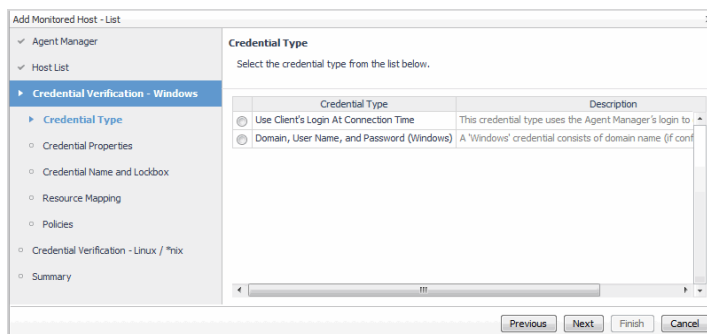 Add Monitored Host - List
Agent Manager
Host List
Credential Verification - Windows
Credential Type
Credential Properties
Credential Name and Lockbox
Resource Mapping
Policies
Credential Verification - Linux / *nix
Summary
Credential Type
Select the credential type from the list below.
Credential Type Description
Use Client's Login At Connection Time This credential type uses the Agent Manager's login to
Domain, User Name, and Password (Windows) A 'Windows' credential consists of domain name (if conf
Previous Next Finish Cancel